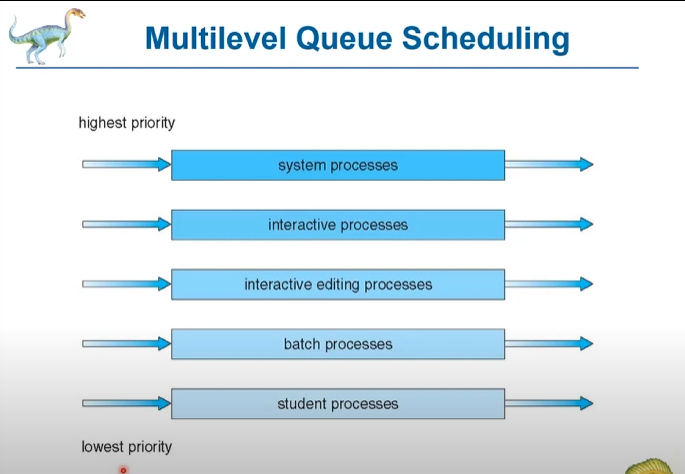 Multilevel Queue Scheduling
highest priority
system processes
interactive processes
interactive editing processes
batch processes
student processes
lowest priority